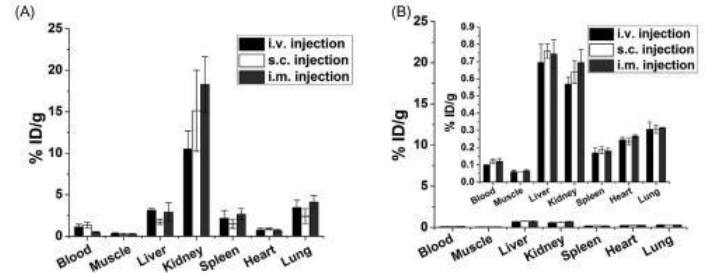 (A)
25
20
15
10
5
0
% ID/g
i.v. injection
s.c. injection
i.m. injection
Blood
Muscle
Liver
Kidney
Spleen
Heart
Lung
(B)
25
20
15
10
5
0
% ID/g
0.9
0.8
0.7
0.6
0.5
0.4
0.3
0.2
0.1
0.0
% ID/g
i.v. injection
s.c. injection
i.m. injection
Blood
Muscle
Liver
Kidney
Spleen
Heart
Lung
Blood
Muscle
Liver
Kidney
Spleen
Heart
Lung